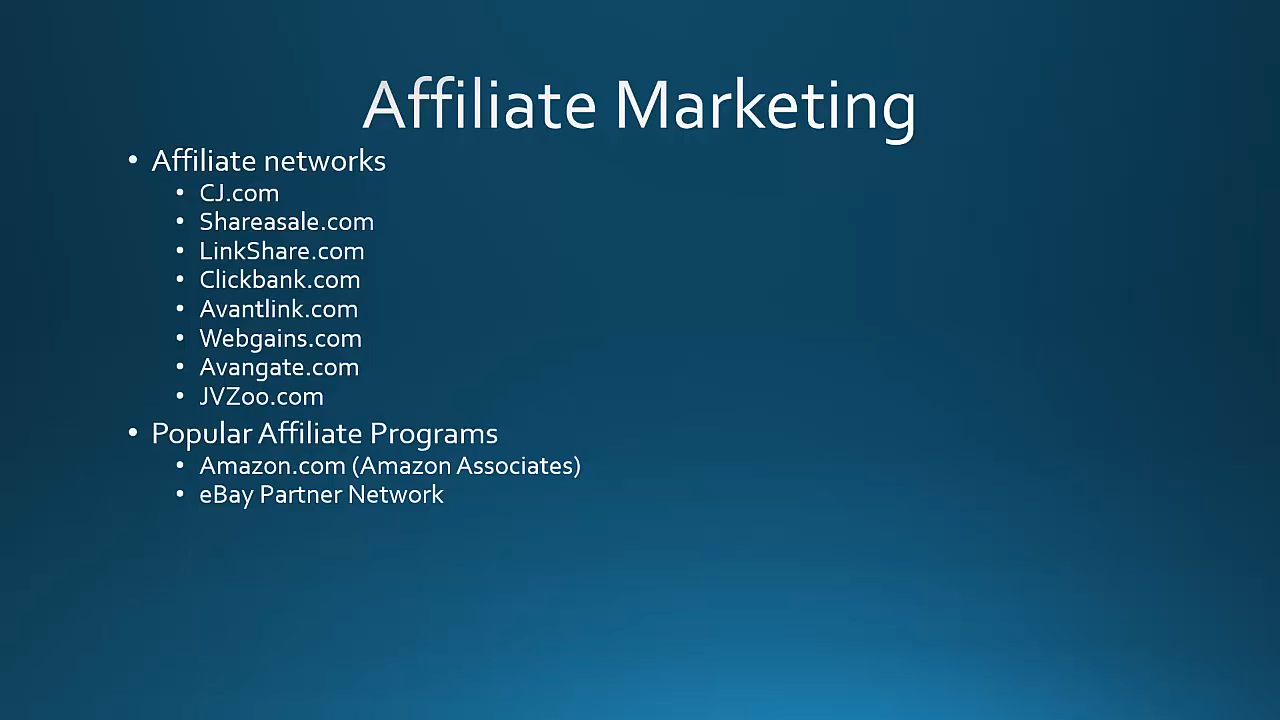 Affiliate Marketing
• Affiliate networks
• CJ.com
• Shareasale.com
• LinkShare.com
• Clickbank.com
• Avantlink.com
• Webgains.com
• Avangate.com
• JVZoo.com
• Popular Affiliate Programs
• Amazon.com (Amazon Associates)
• eBay Partner Network